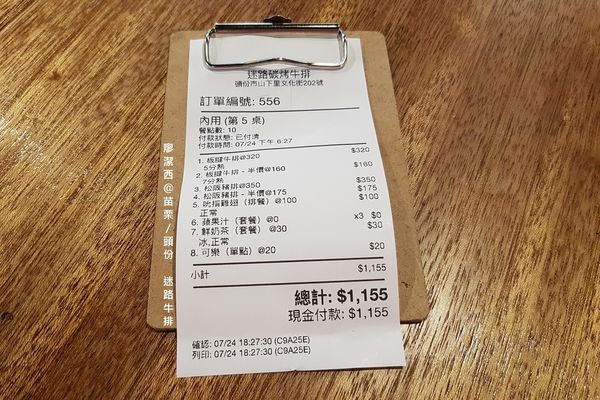 迷路碳烤牛排
頭份市山下里文化街202號
訂單編號: 556
內用 (第 5 桌)
餐點數: 10
付款狀態: 已付清
付款時間: 07/24 下午 6:27
1. 板腱牛排@320 $320
5分熟
2. 板腱牛排 - 半價@160 $160
7分熟
3. 松阪豬排@350 $350
4. 松阪豬排 - 半價@175 $175
5. 吮指雞翅（排餐）@100 $100
正常
6. 蘋果汁（套餐）@0 x3 $0
7. 鮮奶茶（套餐）@30 $30
冰,正常
8. 可樂（單點）@20 $20
小計 $1,155
總計: $1,155
現金付款: $1,155
確認: 07/24 18:27:30 (C9A25E)
列印: 07/24 18:27:30 (C9A25E)
廖潔西@苗栗/頭份 迷路牛排